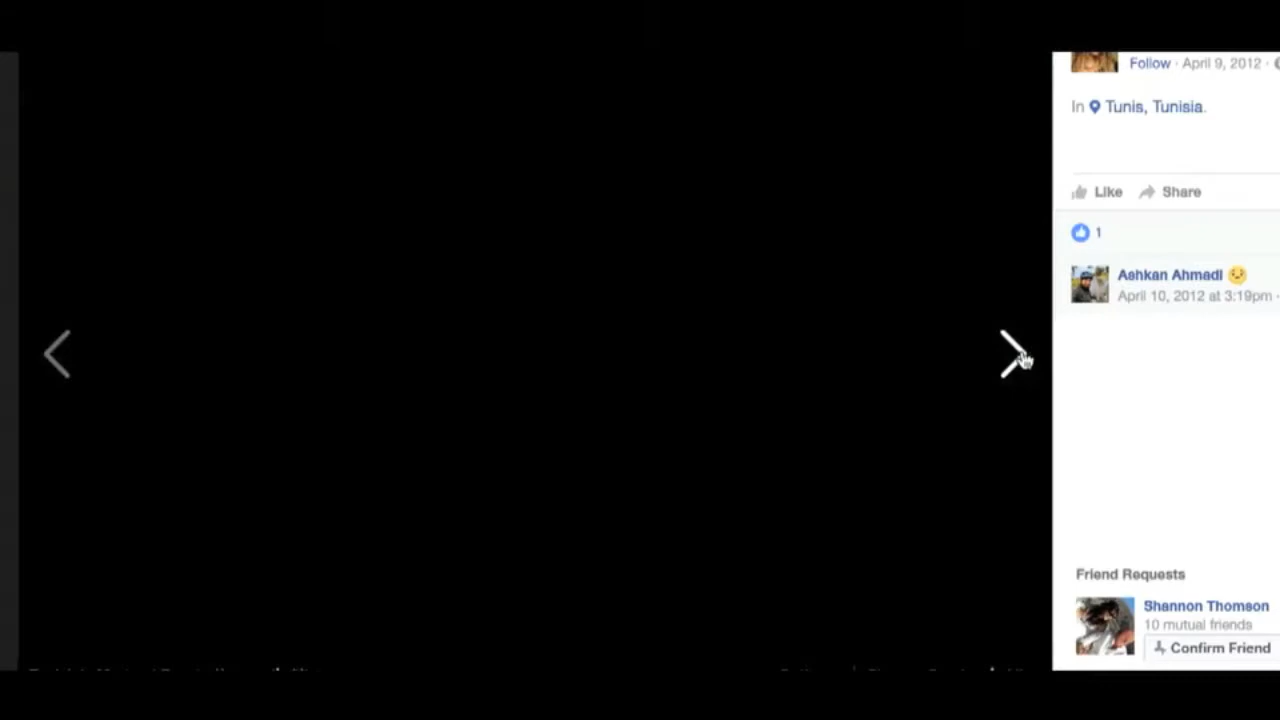 Follow · April 9, 2012 ·
In Tunis, Tunisia.
Like Share
1
Ashkan Ahmadi
April 10, 2012 at 3:19pm ·
Friend Requests
Shannon Thomson
10 mutual friends
Confirm Friend